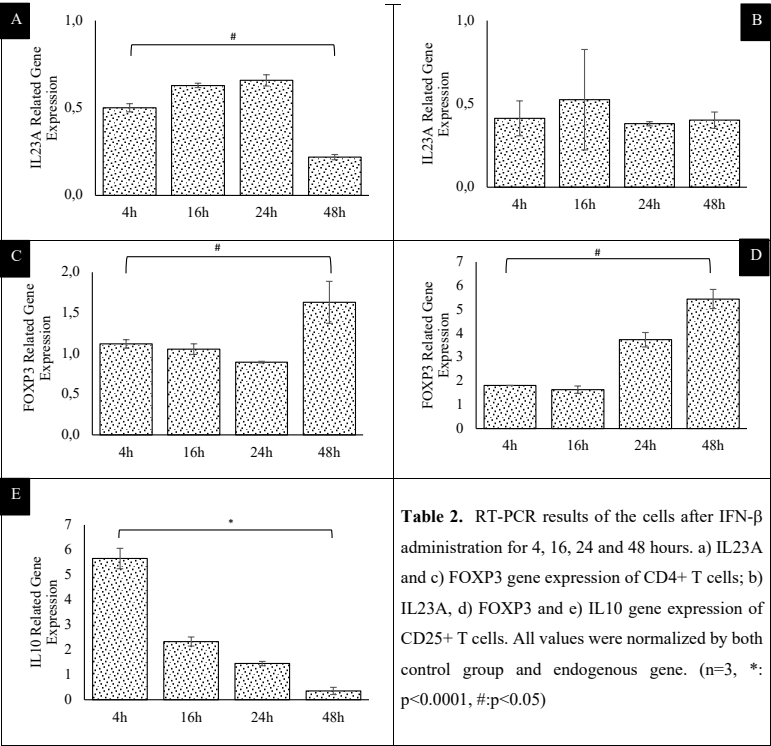 A
#
IL23A Related Gene
Expression
1,0
0,5
0,0
4h 16h 24h 48h
B
IL23A Related Gene
Expression
1,0
0,5
0,0
4h 16h 24h 48h
C
#
FOXP3 Related Gene
Expression
2,0
1,5
1,0
0,5
0,0
4h 16h 24h 48h
D
#
FOXP3 Related Gene
Expression
7
6
5
4
3
2
1
0
4h 16h 24h 48h
E
*
IL10 Related Gene
Expression
7
6
5
4
3
2
1
0
4h 16h 24h 48h
Table 2. RT-PCR results of the cells after IFN-β
administration for 4, 16, 24 and 48 hours. a) IL23A
and c) FOXP3 gene expression of CD4+ T cells; b)
IL23A, d) FOXP3 and e) IL10 gene expression of
CD25+ T cells. All values were normalized by both
control group and endogenous gene. (n=3, *:
p<0.0001, #:p<0.05)